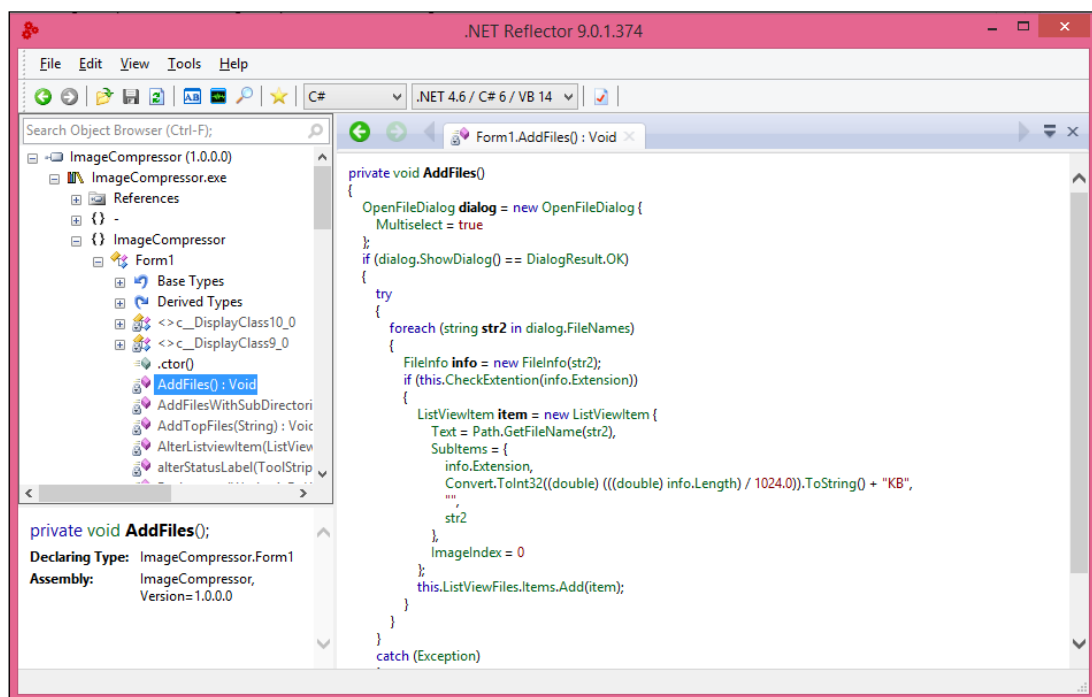 .NET Reflector 9.0.1.374
File Edit View Tools Help
C#
.NET 4.6 / C# 6 / VB 14
Search Object Browser (Ctrl-F);
ImageCompressor (1.0.0.0)
ImageCompressor.exe
References
{} -
{} ImageCompressor
Form1
Base Types
Derived Types
<>c__DisplayClass10_0
<>c__DisplayClass9_0
.ctor()
AddFiles() : Void
AddFilesWithSubDirectori
AddTopFiles(String) : Void
AlterListviewItem(ListView
alterStatusLabel(ToolStrip
private void AddFiles();
Declaring Type: ImageCompressor.Form1
Assembly: ImageCompressor,
Version=1.0.0.0
Form1.AddFiles() : Void
private void AddFiles()
{
OpenFileDialog dialog = new OpenFileDialog {
Multiselect = true
};
if (dialog.ShowDialog() == DialogResult.OK)
{
try
{
foreach (string str2 in dialog.FileNames)
{
FileInfo info = new FileInfo(str2);
if (this.CheckExtention(info.Extension))
{
ListViewItem item = new ListViewItem {
Text = Path.GetFileName(str2),
SubItems = {
info.Extension,
Convert.ToInt32((double) (((double) info.Length) / 1024.0)).ToString() + "KB",
"",
str2
},
ImageIndex = 0
};
this.ListViewFiles.Items.Add(item);
}
}
}
catch (Exception)